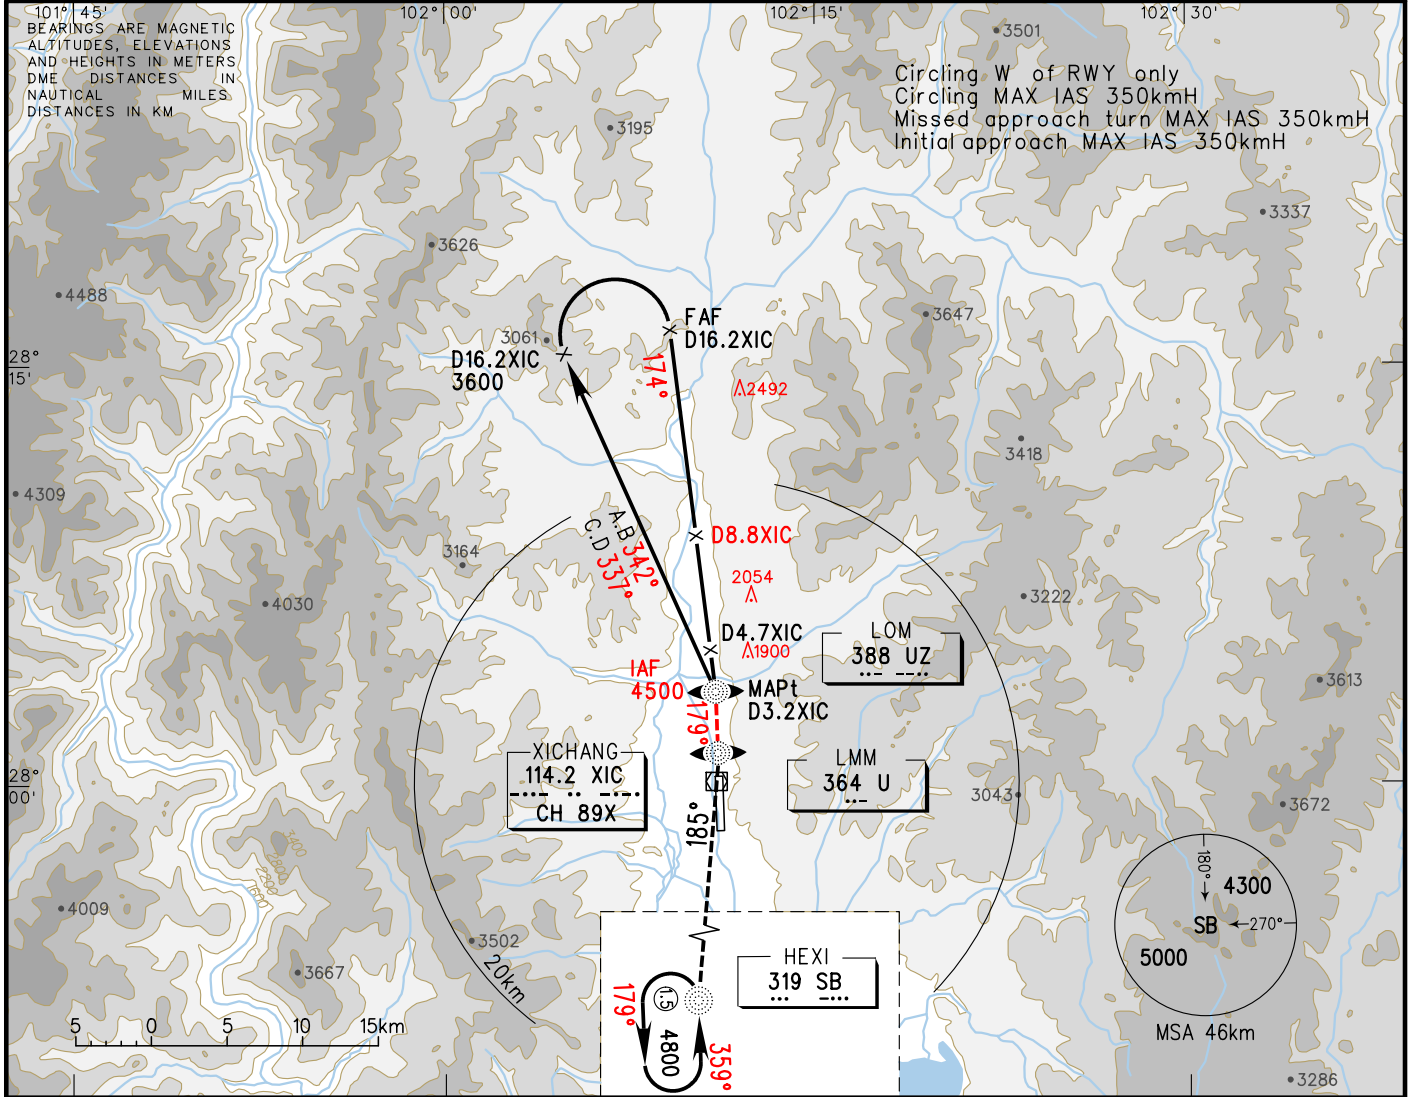 101°45'
102°00'
102°15'
102°30'
BEARINGS ARE MAGNETIC
ALTITUDES, ELEVATIONS
AND HEIGHTS IN METERS
DME DISTANCES IN
NAUTICAL MILES
DISTANCES IN KM
3501
Circling W of RWY only
Circling MAX IAS 350kmH
Missed approach turn MAX IAS 350kmH
Initial approach MAX IAS 350kmH
3195
3337
3626
4488
3647
FAF
D16.2XIC
3061
D16.2XIC
3600
28°
15'
174°
2492
3418
4309
A.B 342°
C.D 337°
D8.8XIC
3164
2054
3222
4030
D4.7XIC
1900
LOM
388 UZ
IAF
4500
MAPt
D3.2XIC
3613
179°
XICHANG
114.2 XIC
CH 89X
LMM
364 U
28°
00'
3043
3672
185°
3400
2800
2200
1600
180°
4300
SB
270°
5000
MSA 46km
4009
3502
3667
20km
HEXI
319 SB
179°
1.5
4800
359°
5 0 5 10 15km
3286